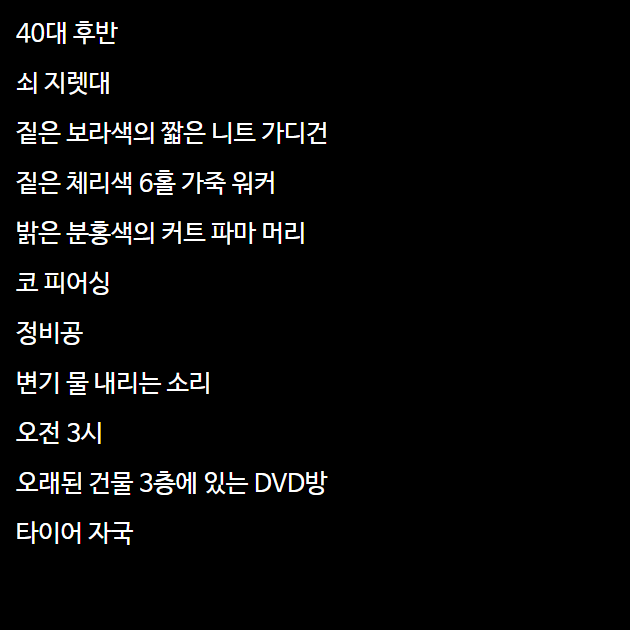 40대 후반
쇠 지렛대
짙은 보라색의 짧은 니트 가디건
짙은 체리색 6홀 가죽 워커
밝은 분홍색의 커트 파마 머리
코 피어싱
정비공
변기 물 내리는 소리
오전 3시
오래된 건물 3층에 있는 DVD방
타이어 자국